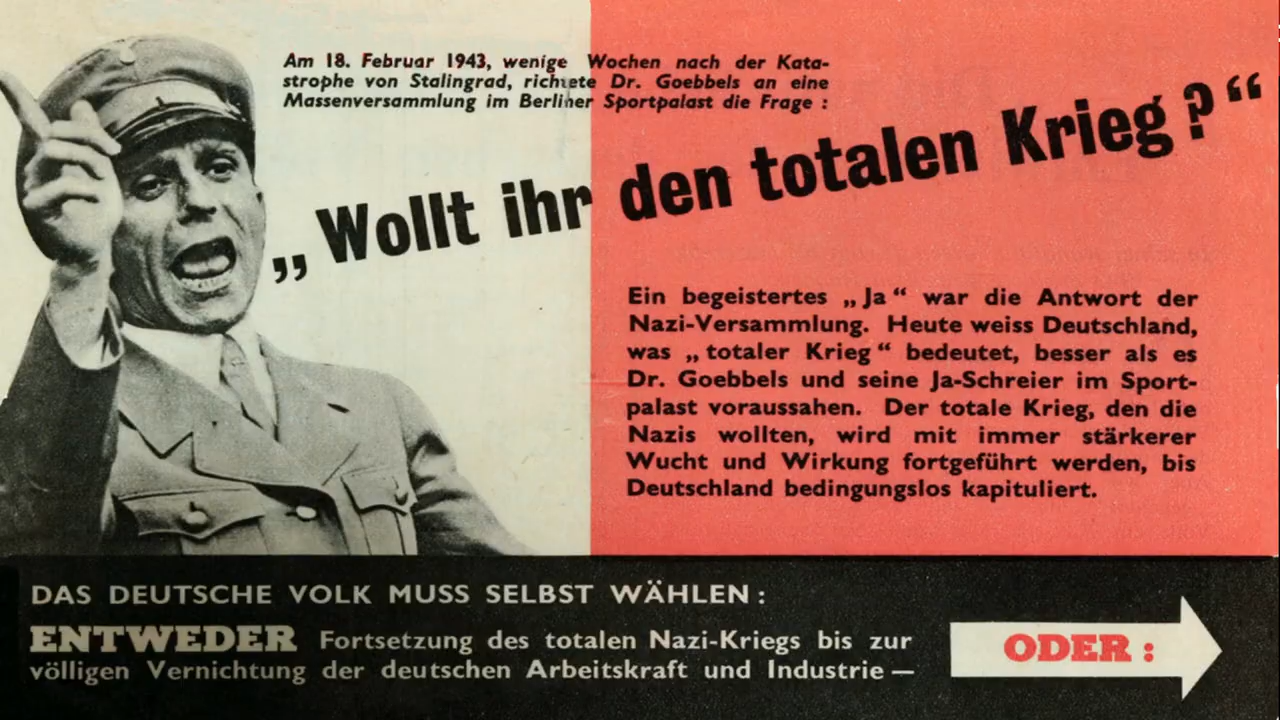 Am 18. Februar 1943, wenige Wochen nach der Kata-
strophe von Stalingrad, richtete Dr. Goebbels an eine
Massenversammlung im Berliner Sportpalast die Frage :
„Wollt ihr den totalen Krieg ?“
Ein begeistertes „Ja“ war die Antwort der
Nazi-Versammlung. Heute weiss Deutschland,
was „totaler Krieg“ bedeutet, besser als es
Dr. Goebbels und seine Ja-Schreier im Sport-
palast voraussahen. Der totale Krieg, den die
Nazis wollten, wird mit immer stärkerer
Wucht und Wirkung fortgeführt werden, bis
Deutschland bedingungslos kapituliert.
DAS DEUTSCHE VOLK MUSS SELBST WÄHLEN :
ENTWEDER Fortsetzung des totalen Nazi-Kriegs bis zur
völligen Vernichtung der deutschen Arbeitskraft und Industrie —
ODER :